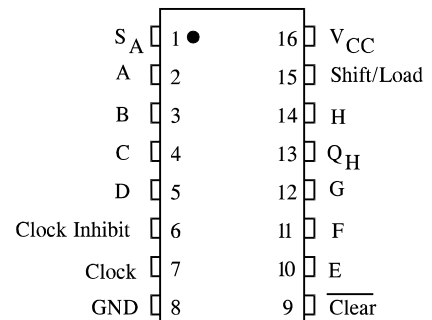 S_A 1 16 V_CC
A 2 15 Shift/Load
B 3 14 H
C 4 13 Q_H
D 5 12 G
Clock Inhibit 6 11 F
Clock 7 10 E
GND 8 9 C̅l̅e̅a̅r̅